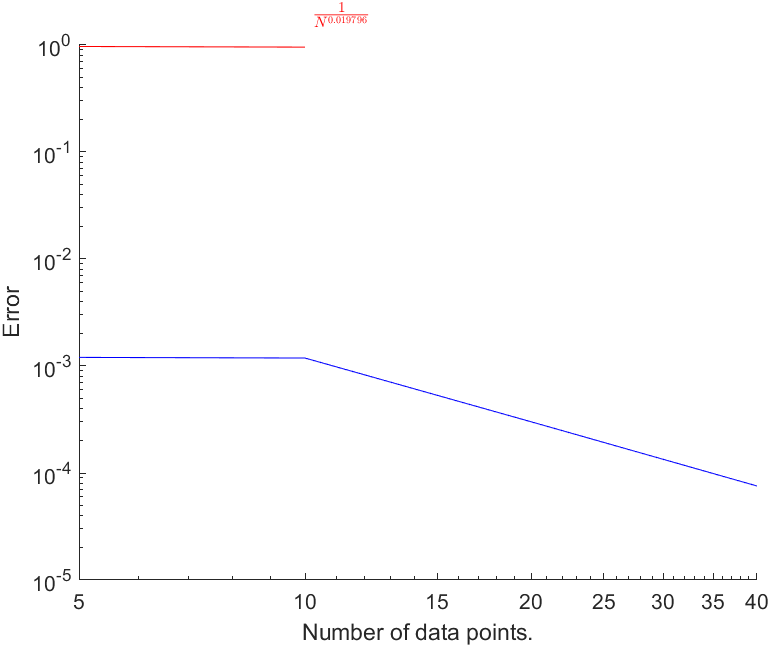 \frac{1}{N^{0.019796}}
10^0
10^{-1}
10^{-2}
10^{-3}
10^{-4}
10^{-5}
Error
5 10 15 20 25 30 35 40
Number of data points.